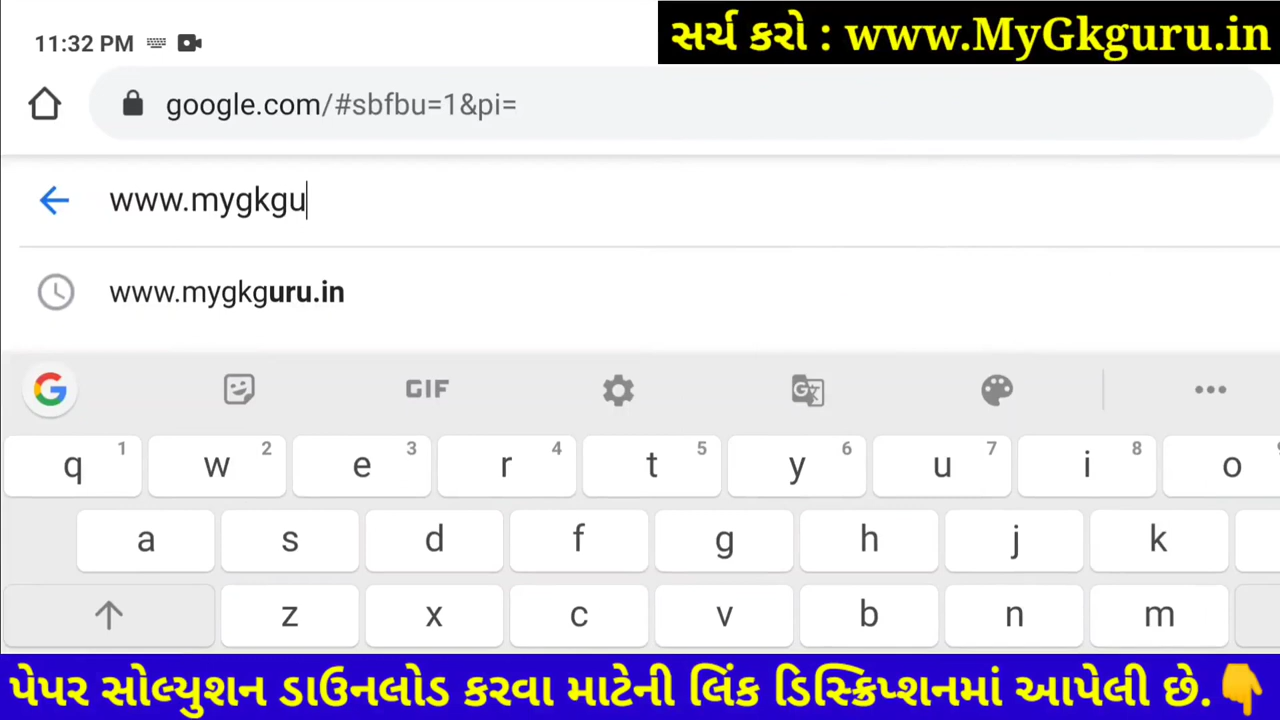 11:32 PM
સર્ચ કરો : www.MyGkguru.in
google.com/#sbfbu=1&pi=
www.mygkgu
www.mygkguru.in
G GIF G
q 1 w 2 e 3 r 4 t 5 y 6 u 7 i 8 o 9
a s d f g h j k
z x c v b n m
પેપર સોલ્યુશન ડાઉનલોડ કરવા માટેની લિંક ડિસ્ક્રિપ્શનમાં આપેલી છે.👇